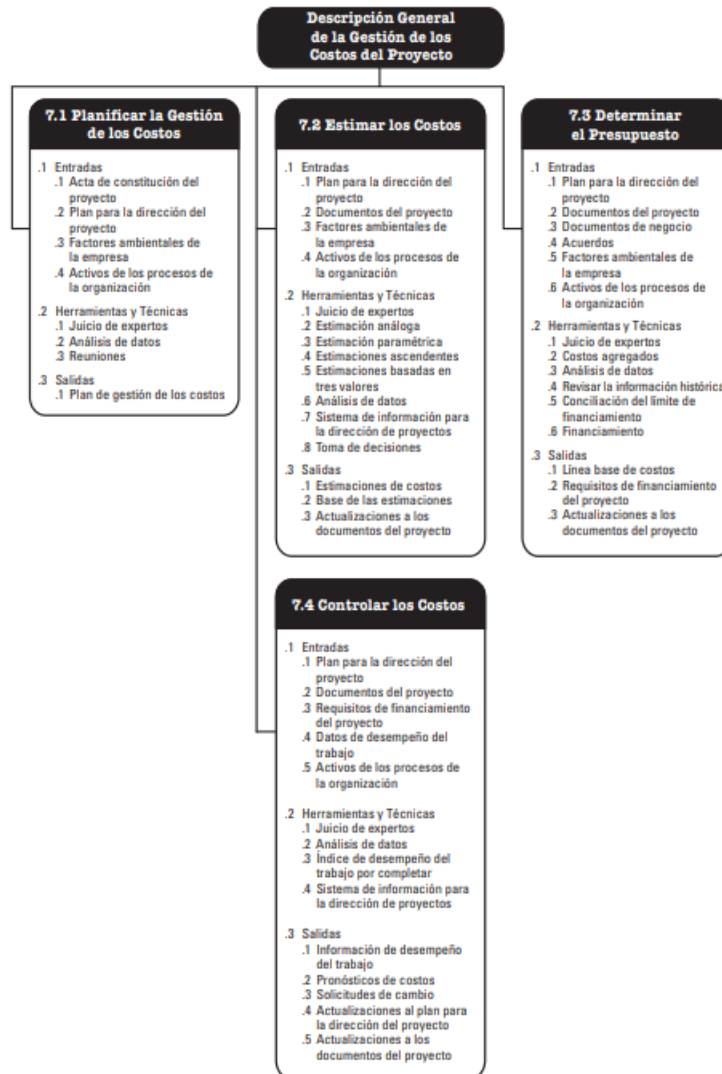 Descripción General
de la Gestión de los
Costos del Proyecto
7.1 Planificar la Gestión
de los Costos
.1 Entradas
.1 Acta de constitución del
proyecto
.2 Plan para la dirección del
proyecto
.3 Factores ambientales de
la empresa
.4 Activos de los procesos de
la organización
.2 Herramientas y Técnicas
.1 Juicio de expertos
.2 Análisis de datos
.3 Reuniones
.3 Salidas
.1 Plan de gestión de los costos
7.2 Estimar los Costos
.1 Entradas
.1 Plan para la dirección del
proyecto
.2 Documentos del proyecto
.3 Factores ambientales de
la empresa
.4 Activos de los procesos de
la organización
.2 Herramientas y Técnicas
.1 Juicio de expertos
.2 Estimación análoga
.3 Estimación paramétrica
.4 Estimaciones ascendentes
.5 Estimaciones basadas en
tres valores
.6 Análisis de datos
.7 Sistema de información para
la dirección de proyectos
.8 Toma de decisiones
.3 Salidas
.1 Estimaciones de costos
.2 Base de las estimaciones
.3 Actualizaciones a los
documentos del proyecto
7.3 Determinar
el Presupuesto
.1 Entradas
.1 Plan para la dirección del
proyecto
.2 Documentos del proyecto
.3 Documentos de negocio
.4 Acuerdos
.5 Factores ambientales de
la empresa
.6 Activos de los procesos de
la organización
.2 Herramientas y Técnicas
.1 Juicio de expertos
.2 Costos agregados
.3 Análisis de datos
.4 Revisar la información histórica
.5 Conciliación del límite de
financiamiento
.6 Financiamiento
.3 Salidas
.1 Línea base de costos
.2 Requisitos de financiamiento
del proyecto
.3 Actualizaciones a los
documentos del proyecto
7.4 Controlar los Costos
.1 Entradas
.1 Plan para la dirección del
proyecto
.2 Documentos del proyecto
.3 Requisitos de financiamiento
del proyecto
.4 Datos de desempeño del
trabajo
.5 Activos de los procesos de
la organización
.2 Herramientas y Técnicas
.1 Juicio de expertos
.2 Análisis de datos
.3 Índice de desempeño del
trabajo por completar
.4 Sistema de información para
la dirección de proyectos
.3 Salidas
.1 Información de desempeño
del trabajo
.2 Pronósticos de costos
.3 Solicitudes de cambio
.4 Actualizaciones al plan para
la dirección del proyecto
.5 Actualizaciones a los
documentos del proyecto